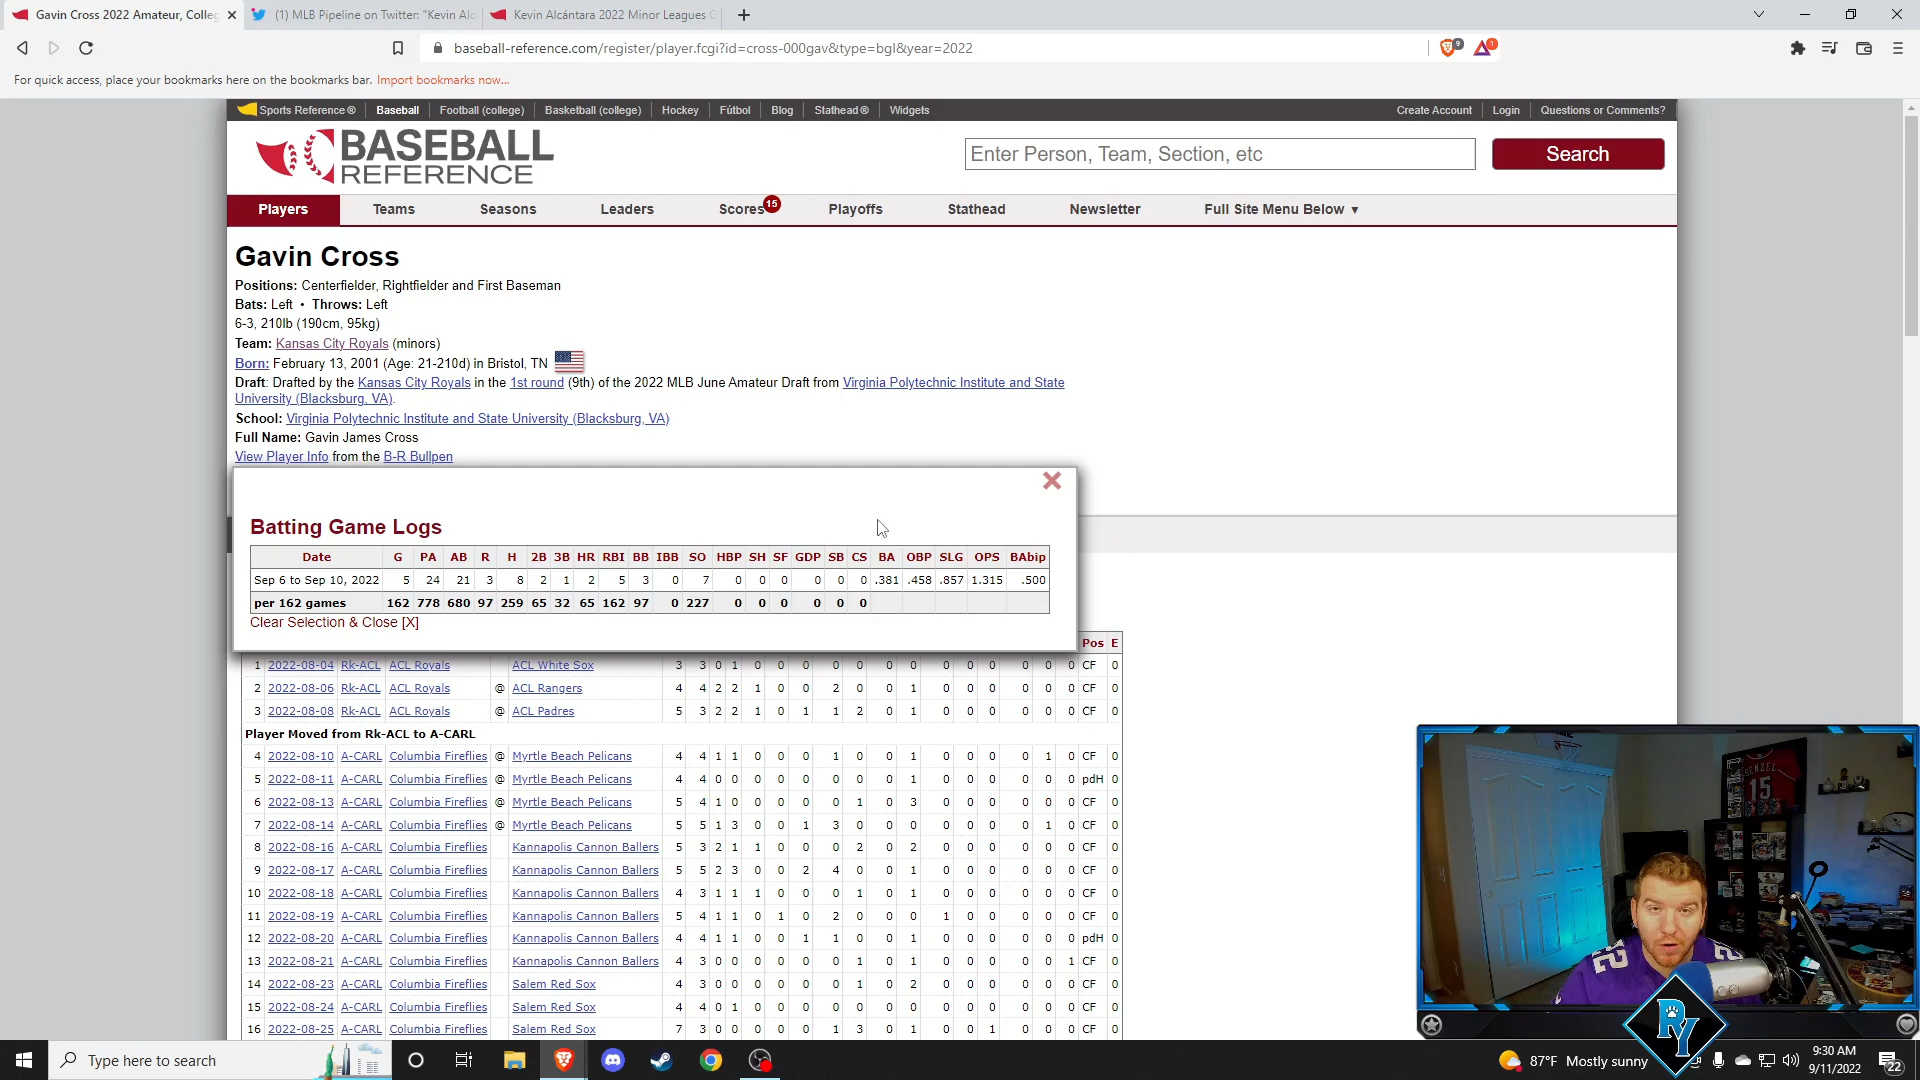 Gavin Cross 2022 Amateur, Colleg
(1) MLB Pipeline on Twitter: "Kevin Alc
Kevin Alcántara 2022 Minor Leagues G
baseball-reference.com/register/player.fcgi?id=cross-000gav&type=bgl&year=2022
9
1
For quick access, place your bookmarks here on the bookmarks bar. Import bookmarks now...
Sports Reference® Baseball Football (college) Basketball (college) Hockey Fútbol Blog Stathead® Widgets Create Account Login Questions or Comments?
BASEBALL
REFERENCE
Enter Person, Team, Section, etc
Search
Players Teams Seasons Leaders Scores 15 Playoffs Stathead Newsletter Full Site Menu Below ▼
Gavin Cross
Positions: Centerfielder, Rightfielder and First Baseman
Bats: Left • Throws: Left
6-3, 210lb (190cm, 95kg)
Team: Kansas City Royals (minors)
Born: February 13, 2001 (Age: 21-210d) in Bristol, TN
Draft: Drafted by the Kansas City Royals in the 1st round (9th) of the 2022 MLB June Amateur Draft from Virginia Polytechnic Institute and State
University (Blacksburg, VA).
School: Virginia Polytechnic Institute and State University (Blacksburg, VA)
Full Name: Gavin James Cross
View Player Info from the B-R Bullpen
Batting Game Logs
Date G PA AB R H 2B 3B HR RBI BB IBB SO HBP SH SF GDP SB CS BA OBP SLG OPS BAbip
Sep 6 to Sep 10, 2022 5 24 21 3 8 2 1 2 5 3 0 7 0 0 0 0 0 0 .381 .458 .857 1.315 .500
per 162 games 162 778 680 97 259 65 32 65 162 97 0 227 0 0 0 0 0 0
Clear Selection & Close [X]
Pos E
1 2022-08-04 Rk-ACL ACL Royals ACL White Sox 3 3 0 1 0 0 0 0 0 0 0 0 0 0 0 0 CF 0
2 2022-08-06 Rk-ACL ACL Royals @ ACL Rangers 4 4 2 2 1 0 0 2 0 0 1 0 0 0 0 0 CF 0
3 2022-08-08 Rk-ACL ACL Royals @ ACL Padres 5 3 2 2 1 0 1 1 2 0 1 0 0 0 0 0 CF 0
Player Moved from Rk-ACL to A-CARL
4 2022-08-10 A-CARL Columbia Fireflies @ Myrtle Beach Pelicans 4 4 1 1 0 0 0 1 0 0 1 0 0 0 1 0 CF 0
5 2022-08-11 A-CARL Columbia Fireflies @ Myrtle Beach Pelicans 4 4 0 0 0 0 0 0 0 0 1 0 0 0 0 0 pdH 0
6 2022-08-13 A-CARL Columbia Fireflies @ Myrtle Beach Pelicans 5 4 1 0 0 0 0 0 1 0 3 0 0 0 0 0 CF 0
7 2022-08-14 A-CARL Columbia Fireflies @ Myrtle Beach Pelicans 5 5 1 3 0 0 1 3 0 0 0 0 0 0 1 0 CF 0
8 2022-08-16 A-CARL Columbia Fireflies Kannapolis Cannon Ballers 5 3 2 1 1 0 0 0 2 0 2 0 0 0 0 0 CF 0
9 2022-08-17 A-CARL Columbia Fireflies Kannapolis Cannon Ballers 5 5 2 3 0 0 2 4 0 0 1 0 0 0 0 0 CF 0
10 2022-08-18 A-CARL Columbia Fireflies Kannapolis Cannon Ballers 4 3 1 1 1 0 0 0 1 0 1 0 0 0 0 0 CF 0
11 2022-08-19 A-CARL Columbia Fireflies Kannapolis Cannon Ballers 5 4 1 1 0 1 0 2 0 0 0 1 0 0 0 0 CF 0
12 2022-08-20 A-CARL Columbia Fireflies Kannapolis Cannon Ballers 4 4 1 1 0 0 1 1 0 0 1 0 0 0 0 0 pdH 0
13 2022-08-21 A-CARL Columbia Fireflies Kannapolis Cannon Ballers 4 3 0 0 0 0 0 0 1 0 1 0 0 0 0 1 CF 0
14 2022-08-23 A-CARL Columbia Fireflies Salem Red Sox 4 3 0 0 0 0 0 0 1 0 2 0 0 0 0 0 CF 0
15 2022-08-24 A-CARL Columbia Fireflies Salem Red Sox 4 4 0 1 0 0 0 0 0 0 1 0 0 0 0 0 CF 0
16 2022-08-25 A-CARL Columbia Fireflies Salem Red Sox 7 3 0 0 0 0 0 1 3 0 1 0 1 0 0 0 CF 0
SENZEL
15
RY
Type here to search
87°F Mostly sunny
9:30 AM
9/11/2022
22